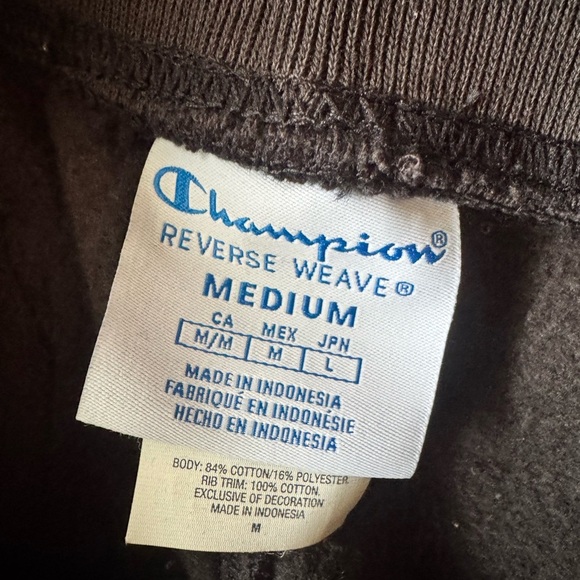 Champion®
REVERSE WEAVE®
MEDIUM
CA MEX JPN
M/M M L
MADE IN INDONESIA
FABRIQUÉ EN INDONÉSIE
HECHO EN INDONESIA
BODY: 84% COTTON/16% POLYESTER
RIB TRIM: 100% COTTON.
EXCLUSIVE OF DECORATION
MADE IN INDONESIA
M